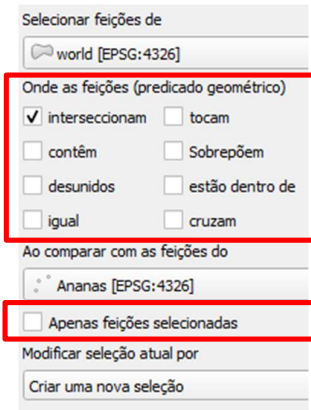 Selecionar feições de
world [EPSG:4326]
Onde as feições (predicado geométrico)
interseccionam tocam
contêm Sobrepõem
desunidos estão dentro de
igual cruzam
Ao comparar com as feições do
Ananas [EPSG:4326]
Apenas feições selecionadas
Modificar seleção atual por
Criar uma nova seleção